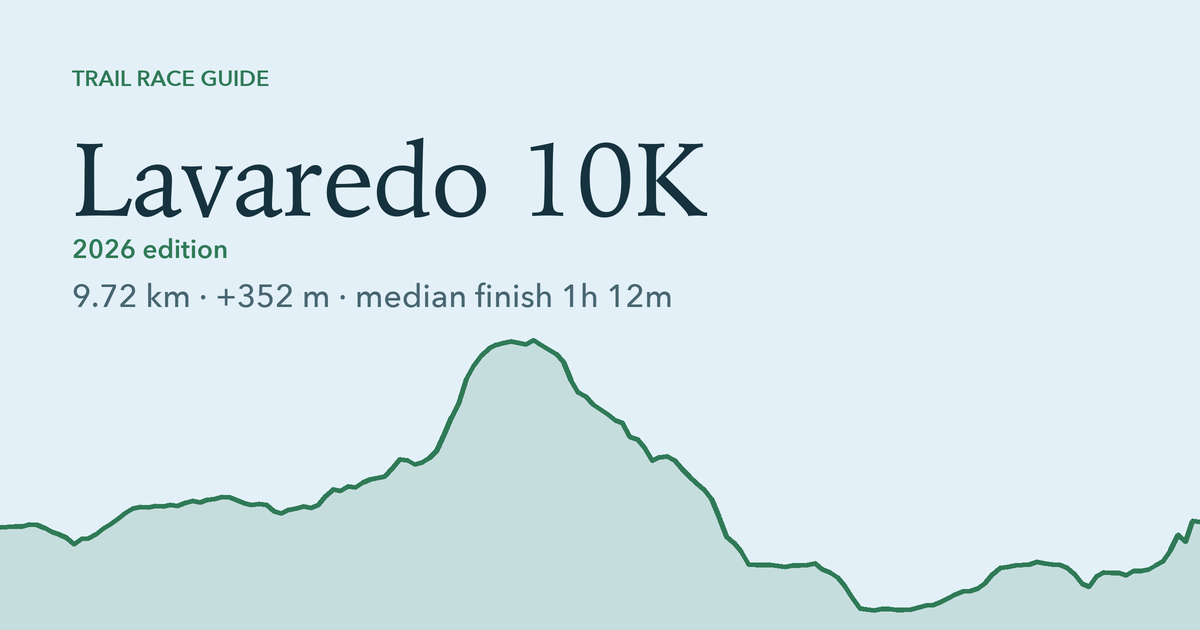 TRAIL RACE GUIDE
Lavaredo 10K
2026 edition
9.72 km · +352 m · median finish 1h 12m